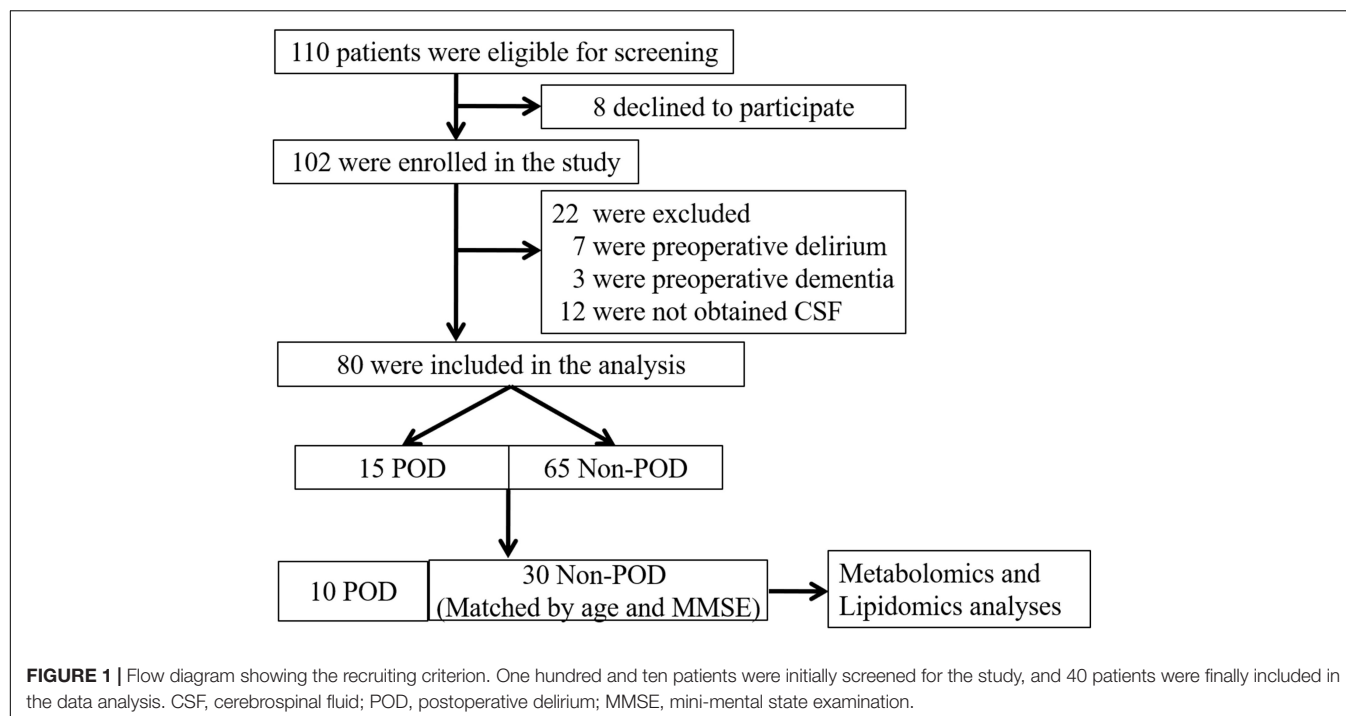 110 patients were eligible for screening
8 declined to participate
102 were enrolled in the study
22 were excluded
7 were preoperative delirium
3 were preoperative dementia
12 were not obtained CSF
80 were included in the analysis
15 POD
65 Non-POD
10 POD
30 Non-POD
(Matched by age and MMSE)
Metabolomics and
Lipidomics analyses
FIGURE 1 | Flow diagram showing the recruiting criterion. One hundred and ten patients were initially screened for the study, and 40 patients were finally included in
the data analysis. CSF, cerebrospinal fluid; POD, postoperative delirium; MMSE, mini-mental state examination.